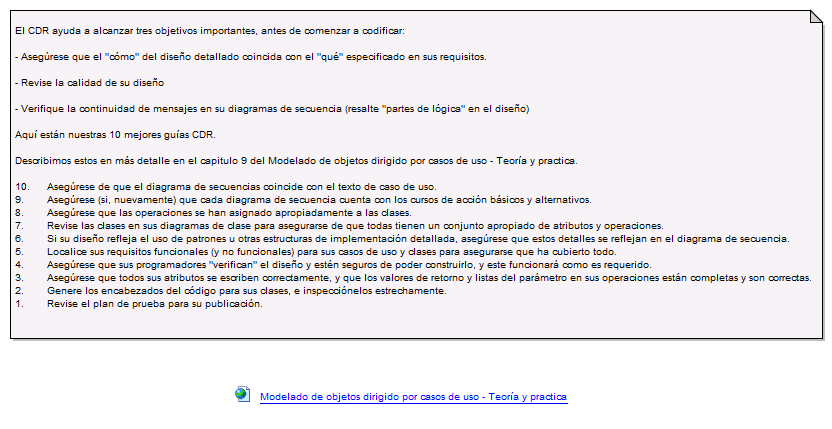 El CDR ayuda a alcanzar tres objetivos importantes, antes de comenzar a codificar:
- Asegúrese que el "cómo" del diseño detallado coincida con el "qué" especificado en sus requisitos.
- Revise la calidad de su diseño
- Verifique la continuidad de mensajes en su diagramas de secuencia (resalte "partes de lógica" en el diseño)
Aquí están nuestras 10 mejores guías CDR.
Describimos estos en más detalle en el capitulo 9 del Modelado de objetos dirigido por casos de uso - Teoría y practica.
10. Asegúrese de que el diagrama de secuencias coincide con el texto de caso de uso.
9. Asegúrese (si, nuevamente) que cada diagrama de secuencia cuenta con los cursos de acción básicos y alternativos.
8. Asegúrese que las operaciones se han asignado apropiadamente a las clases.
7. Revise las clases en sus diagramas de clase para asegurarse de que todas tienen un conjunto apropiado de atributos y operaciones.
6. Si su diseño refleja el uso de patrones u otras estructuras de implementación detallada, asegúrese que estos detalles se reflejan en el diagrama de secuencia.
5. Localice sus requisitos funcionales (y no funcionales) para sus casos de uso y clases para asegurarse que ha cubierto todo.
4. Asegúrese que sus programadores "verifican" el diseño y estén seguros de poder construirlo, y este funcionará como es requerido.
3. Asegúrese que todos sus atributos se escriben correctamente, y que los valores de retorno y listas del parámetro en sus operaciones están completas y son correctas.
2. Genere los encabezados del código para sus clases, e inspecciónelos estrechamente.
1. Revise el plan de prueba para su publicación.
Modelado de objetos dirigido por casos de uso - Teoría y practica